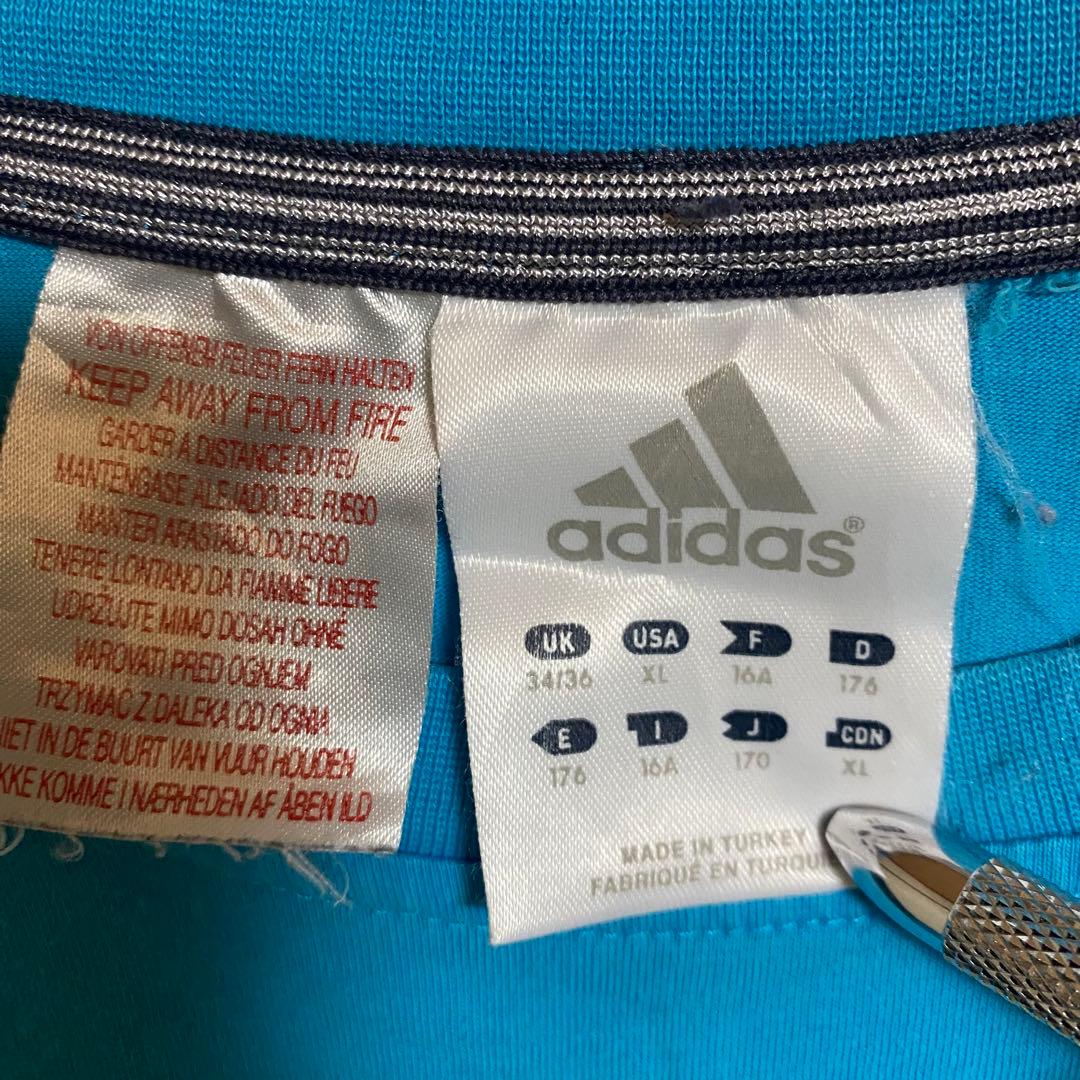 VON OFFENEM FEUER FERN HALTEN
KEEP AWAY FROM FIRE
GARDER A DISTANCE DU FEU
MANTENGASE ALEJADO DEL FUEGO
MANTER AFASTADO DO FOGO
TENERE LONTANO DA FIAMME LIBERE
UDRŽUJTE MIMO DOSAH OHNĚ
VAROVATI PRED OGNJEM
TRZYMAC Z DALEKA OD OGNIA
NIET IN DE BUURT VAN VUUR HOUDEN
KOMME I NÆRHEDEN AF ÅBEN ILD
adidas®
UK USA F D
34/36 XL 16A 176
E I J CDN
176 16A 170 XL
MADE IN TURKEY
FABRIQUÉ EN